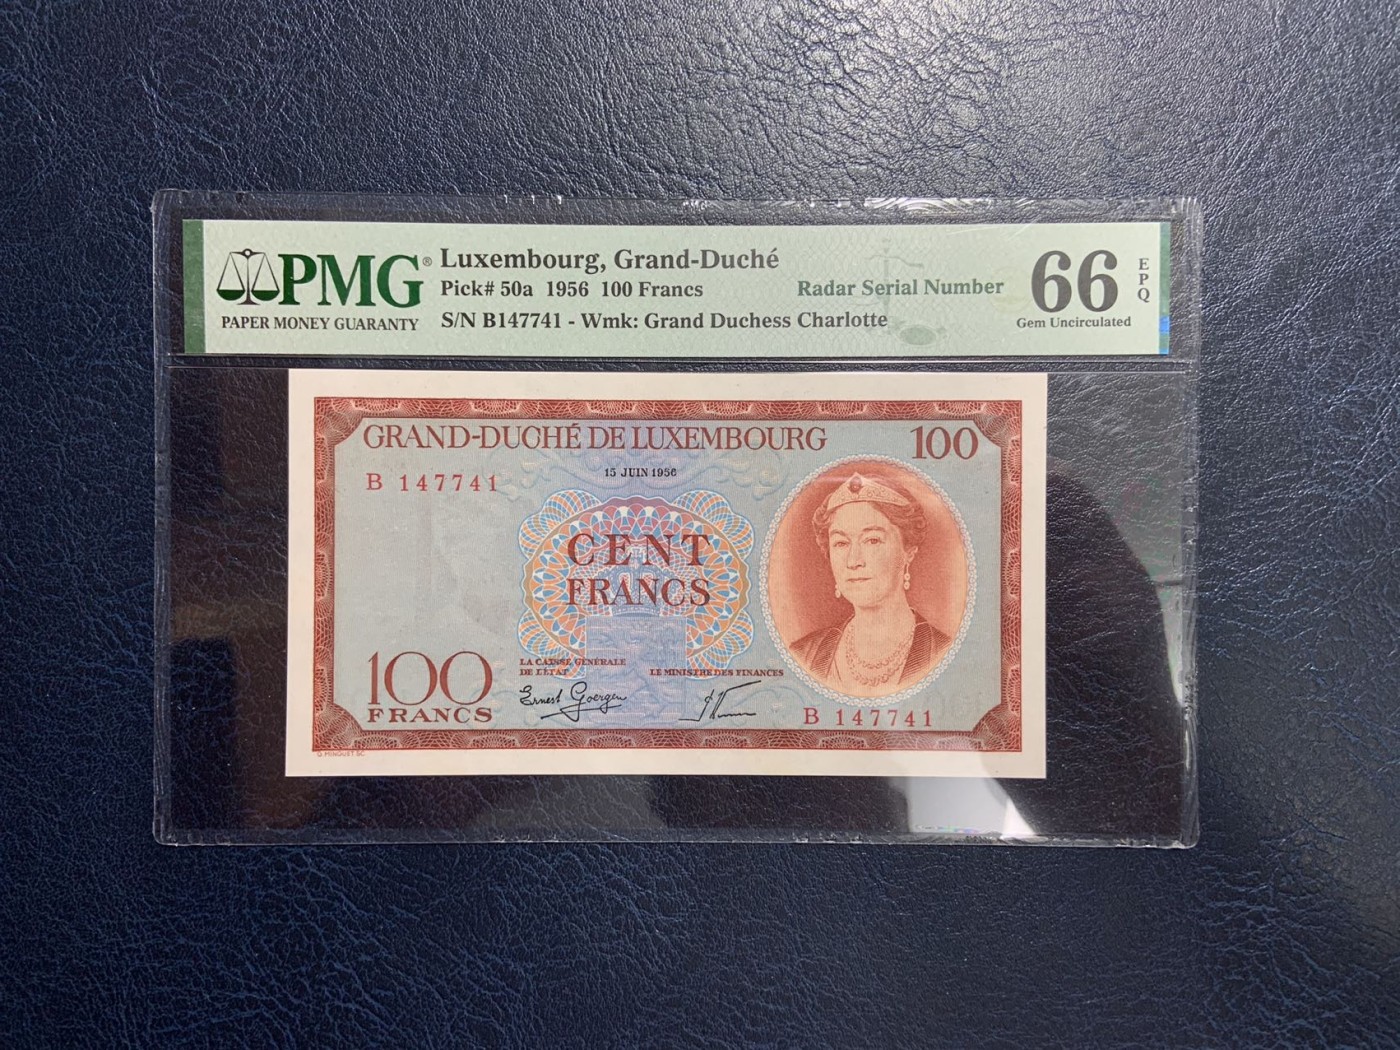 PMG®
PAPER MONEY GUARANTY
Luxembourg, Grand-Duché
Pick# 50a 1956 100 Francs
Radar Serial Number
S/N B147741 - Wmk: Grand Duchess Charlotte
66
EPQ
Gem Uncirculated
GRAND-DUCHÉ DE LUXEMBOURG
100
15 JUIN 1956
B 147741
CENT
FRANCS
100
FRANCS
LA CAISSE GÉNÉRALE
DE L'ÉTAT
LE MINISTRE DES FINANCES
Ernest Goergen
B 147741
G. MINGUET SC.